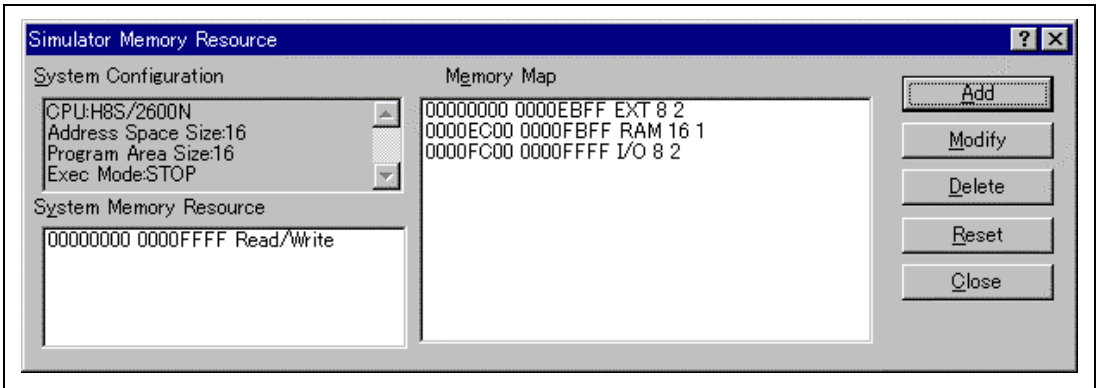 Simulator Memory Resource
System Configuration
CPU:H8S/2600N
Address Space Size:16
Program Area Size:16
Exec Mode:STOP
System Memory Resource
00000000 0000FFFF Read/Write
Memory Map
00000000 0000EBFF EXT 8 2
0000EC00 0000FBFF RAM 16 1
0000FC00 0000FFFF I/O 8 2
Add
Modify
Delete
Reset
Close